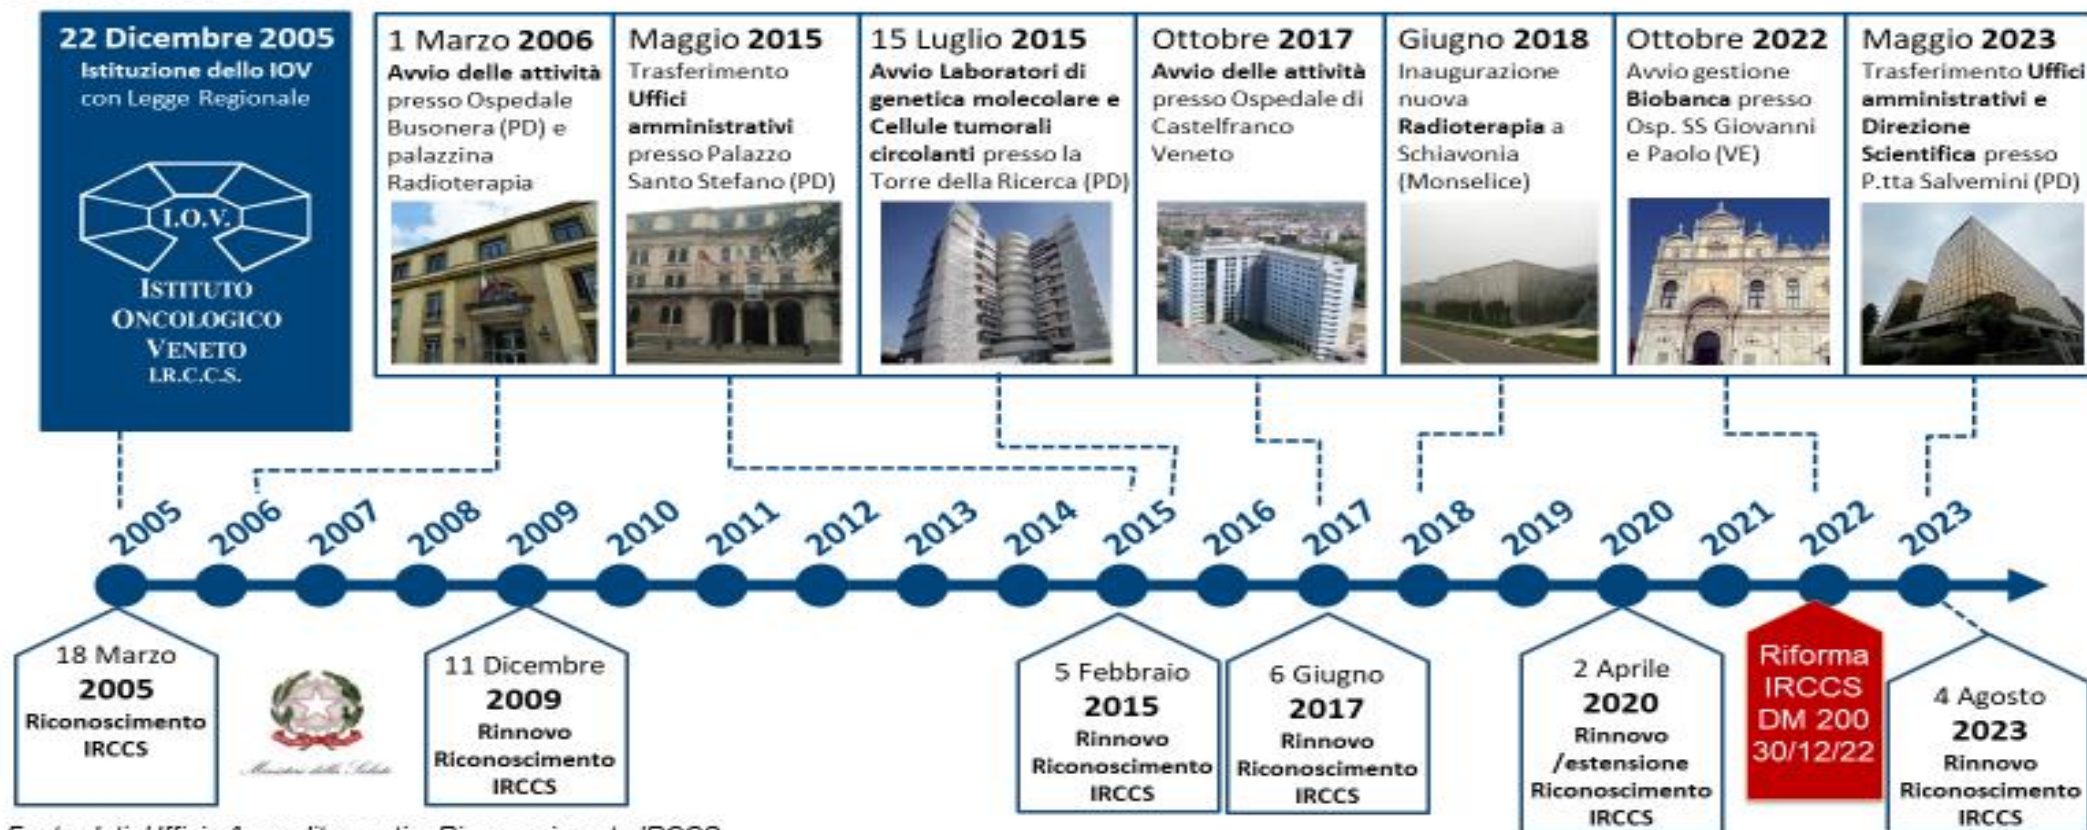 22 Dicembre 2005
Istituzione dello IOV
con Legge Regionale
I.O.V.
ISTITUTO
ONCOLOGICO
VENETO
I.R.C.C.S.
1 Marzo 2006
Avvio delle attività
presso Ospedale
Busonera (PD) e
palazzina
Radioterapia
Maggio 2015
Trasferimento
Uffici
amministrativi
presso Palazzo
Santo Stefano (PD)
15 Luglio 2015
Avvio Laboratori di
genetica molecolare e
Cellule tumorali
circolanti presso la
Torre della Ricerca (PD)
Ottobre 2017
Avvio delle attività
presso Ospedale di
Castelfranco
Veneto
Giugno 2018
Inaugurazione
nuova
Radioterapia a
Schiavonia
(Monselice)
Ottobre 2022
Avvio gestione
Biobanca presso
Osp. SS Giovanni
e Paolo (VE)
Maggio 2023
Trasferimento Uffici
amministrativi e
Direzione
Scientifica presso
P.tta Salvemini (PD)
2005
2006
2007
2008
2009
2010
2011
2012
2013
2014
2015
2016
2017
2018
2019
2020
2021
2022
2023
18 Marzo
2005
Riconoscimento
IRCCS
Ministero della Salute
11 Dicembre
2009
Rinnovo
Riconoscimento
IRCCS
5 Febbraio
2015
Rinnovo
Riconoscimento
IRCCS
6 Giugno
2017
Rinnovo
Riconoscimento
IRCCS
2 Aprile
2020
Rinnovo
/estensione
Riconoscimento
IRCCS
Riforma
IRCCS
DM 200
30/12/22
4 Agosto
2023
Rinnovo
Riconoscimento
IRCCS